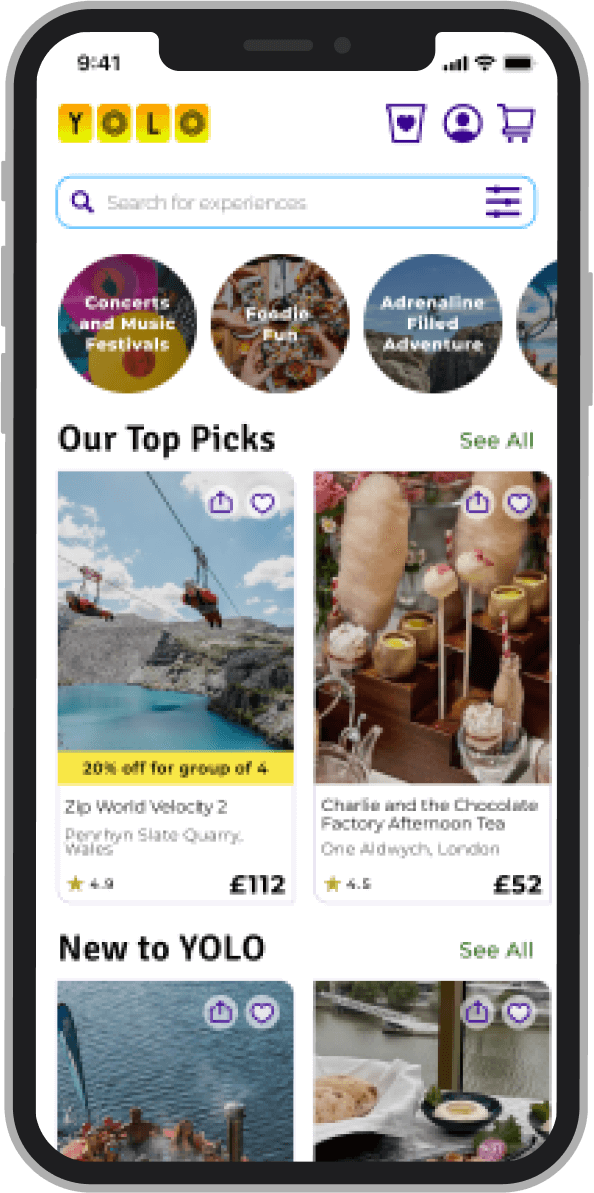 9:41
YOLO
Search for experiences
Concerts
and Music
Festivals
Foodie
Fun
Adrenaline
Filled
Adventure
Our Top Picks
See All
20% off for group of 4
Zip World Velocity 2
Penrhyn Slate Quarry,
Wales
4.9
£112
Charlie and the Chocolate
Factory Afternoon Tea
One Aldwych, London
4.5
£52
New to YOLO
See All